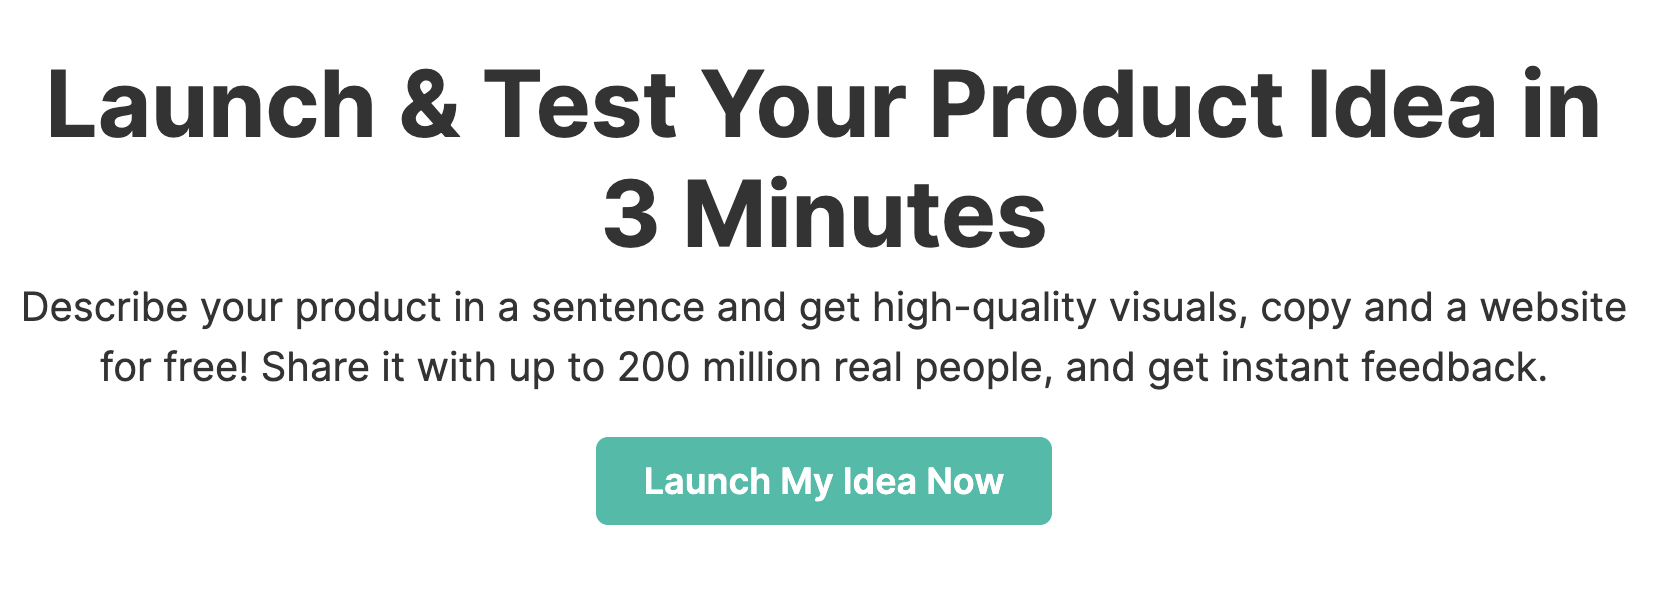 Launch & Test Your Product Idea in
3 Minutes
Describe your product in a sentence and get high-quality visuals, copy and a website
for free! Share it with up to 200 million real people, and get instant feedback.
Launch My Idea Now